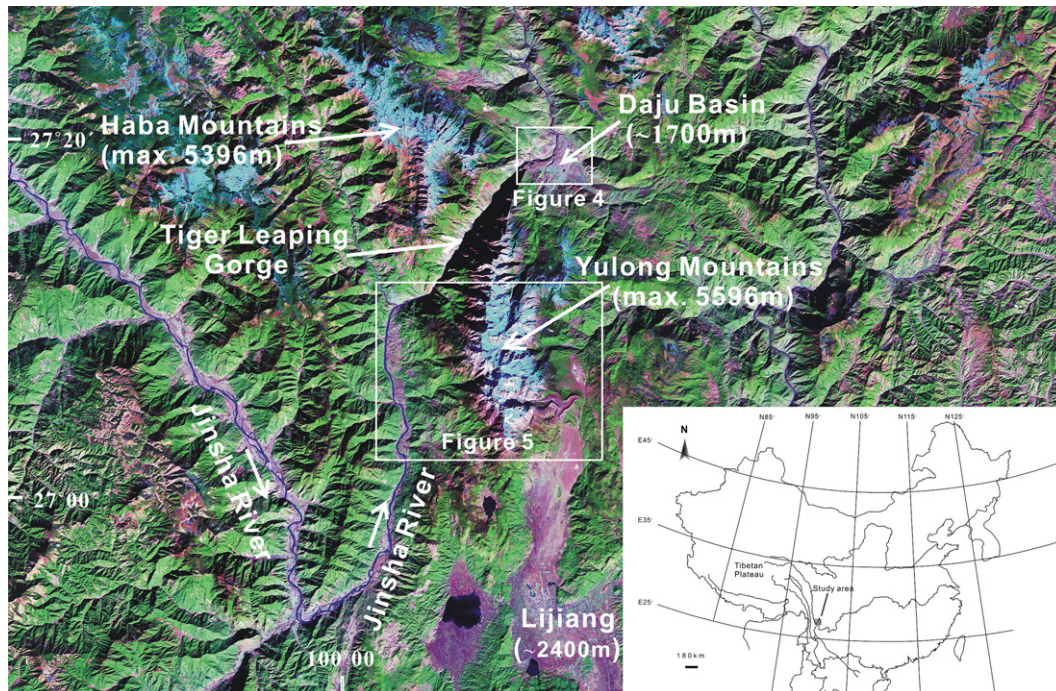 Haba Mountains
(max. 5396m)
Daju Basin
(~1700m)
27°20′
Figure 4
Tiger Leaping
Gorge
Yulong Mountains
(max. 5596m)
Figure 5
Jinsha River
Jinsha River
27°00′
Lijiang
(~2400m)
100°00′
N85°
N95°
N105°
N115°
N125°
N
E45°
E35°
E25°
Tibetan
Plateau
Study area
180km